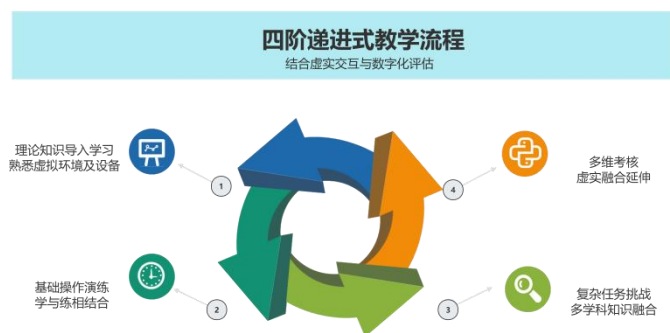 四阶递进式教学流程
结合虚实交互与数字化评估
理论知识导入学习
熟悉虚拟环境及设备
1
基础操作演练
学与练相结合
2
复杂任务挑战
多学科知识融合
3
多维考核
虚实融合延伸
4